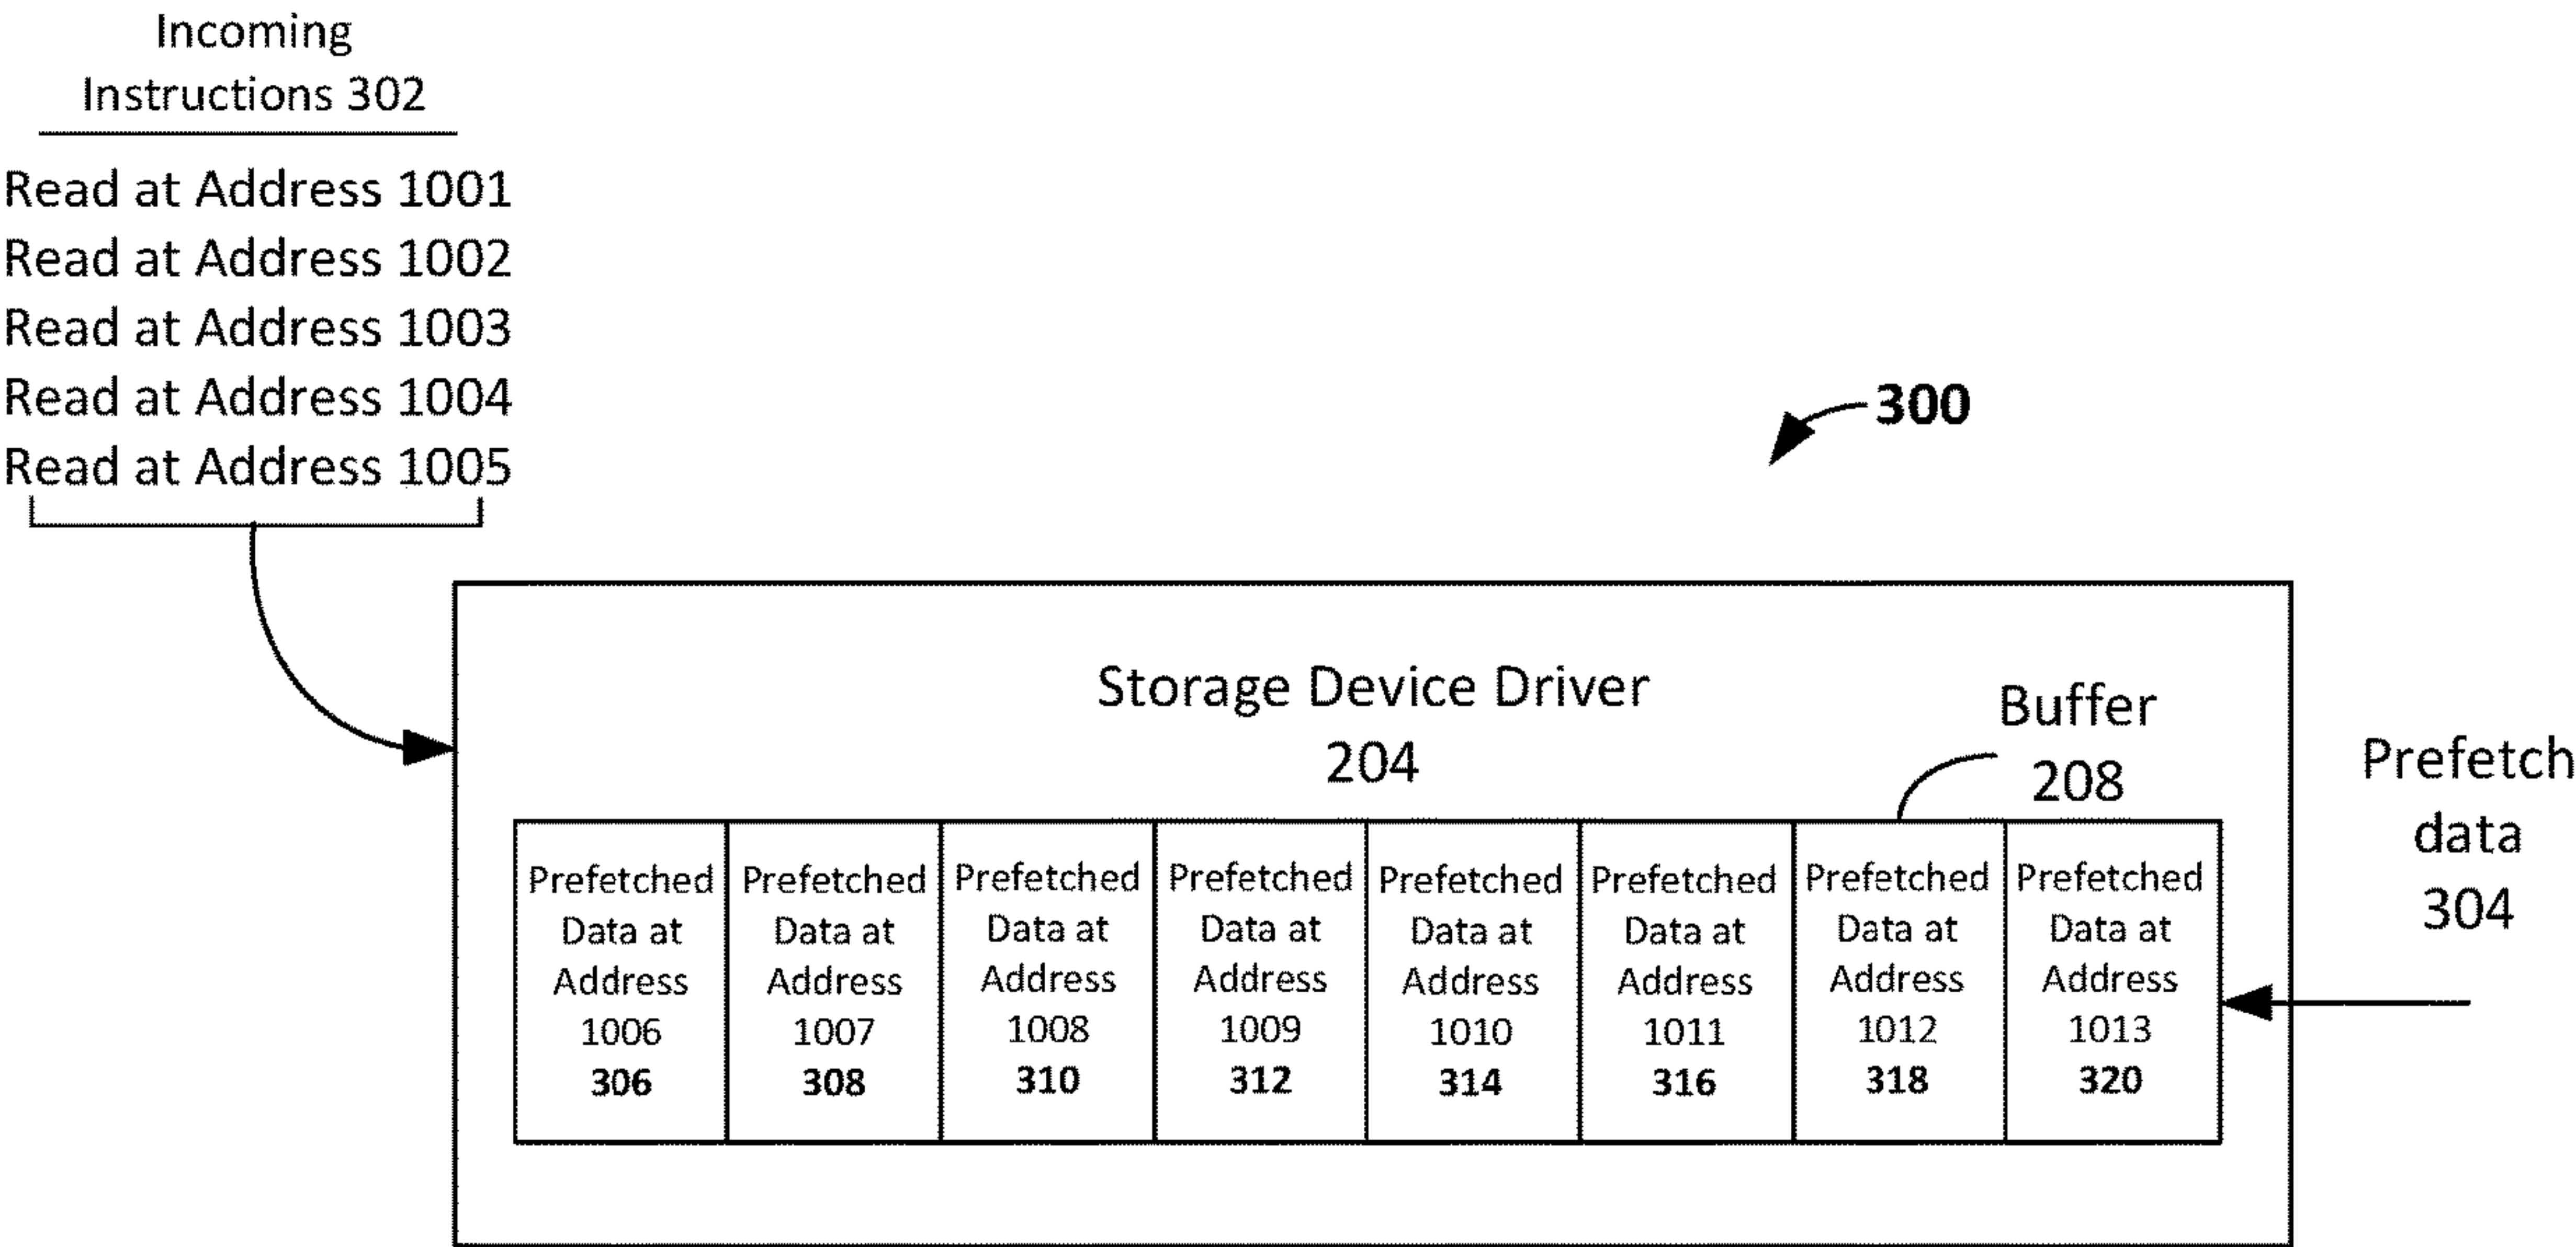 Incoming
Instructions 302
Read at Address 1001
Read at Address 1002
Read at Address 1003
Read at Address 1004
Read at Address 1005
300
Storage Device Driver
204
Buffer
208
Prefetch
data
304
Prefetched
Data at
Address
1006
306
Prefetched
Data at
Address
1007
308
Prefetched
Data at
Address
1008
310
Prefetched
Data at
Address
1009
312
Prefetched
Data at
Address
1010
314
Prefetched
Data at
Address
1011
316
Prefetched
Data at
Address
1012
318
Prefetched
Data at
Address
1013
320